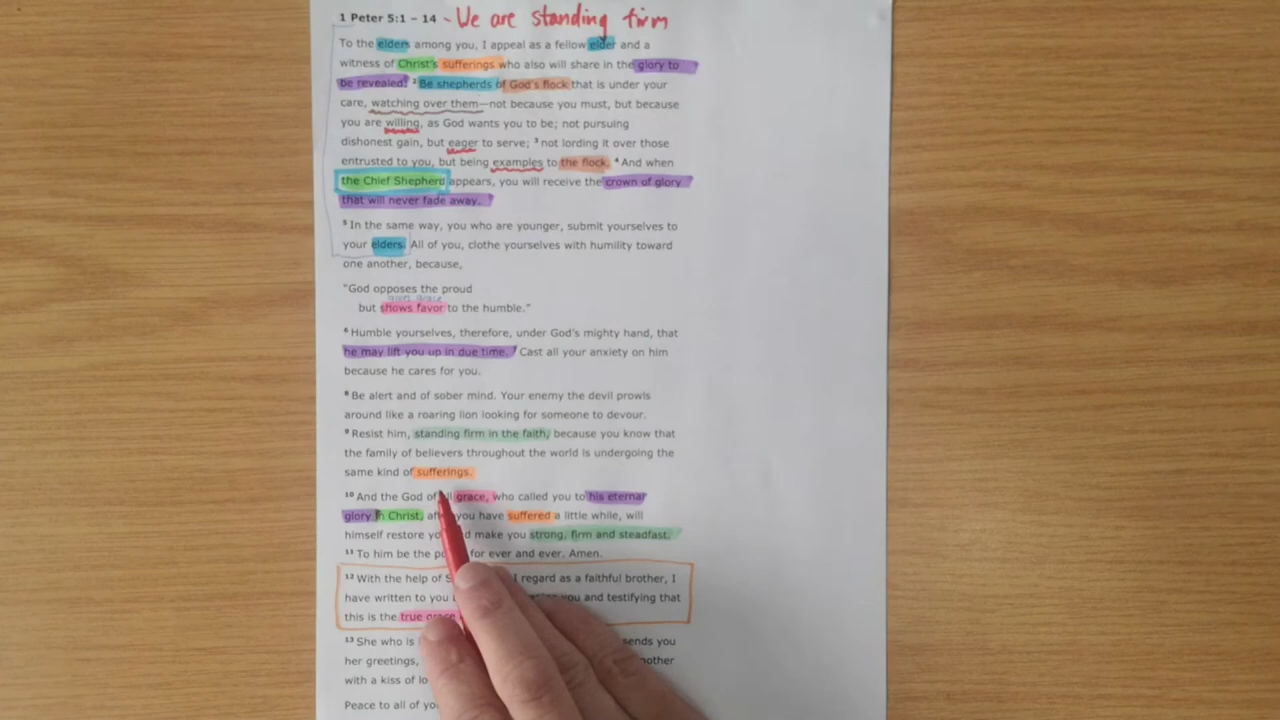 1 Peter 5:1 – 14 - We are standing firm
To the elders among you, I appeal as a fellow elder and a
witness of Christ's sufferings who also will share in the glory to
be revealed: ² Be shepherds of God's flock that is under your
care, watching over them—not because you must, but because
you are willing, as God wants you to be; not pursuing
dishonest gain, but eager to serve; ³ not lording it over those
entrusted to you, but being examples to the flock. ⁴ And when
the Chief Shepherd appears, you will receive the crown of glory
that will never fade away.
⁵ In the same way, you who are younger, submit yourselves to
your elders. All of you, clothe yourselves with humility toward
one another, because,
"God opposes the proud
gives grace
but shows favor to the humble."
⁶ Humble yourselves, therefore, under God's mighty hand, that
he may lift you up in due time. Cast all your anxiety on him
because he cares for you.
⁸ Be alert and of sober mind. Your enemy the devil prowls
around like a roaring lion looking for someone to devour.
⁹ Resist him, standing firm in the faith, because you know that
the family of believers throughout the world is undergoing the
same kind of sufferings.
¹⁰ And the God of all grace, who called you to his eternal
glory in Christ, after you have suffered a little while, will
himself restore you and make you strong, firm and steadfast.
¹¹ To him be the power for ever and ever. Amen.
¹² With the help of I regard as a faithful brother, I
have written to you you and testifying that
this is the true grace
¹³ She who is sends you
her greetings,
with a kiss of
Peace to all of